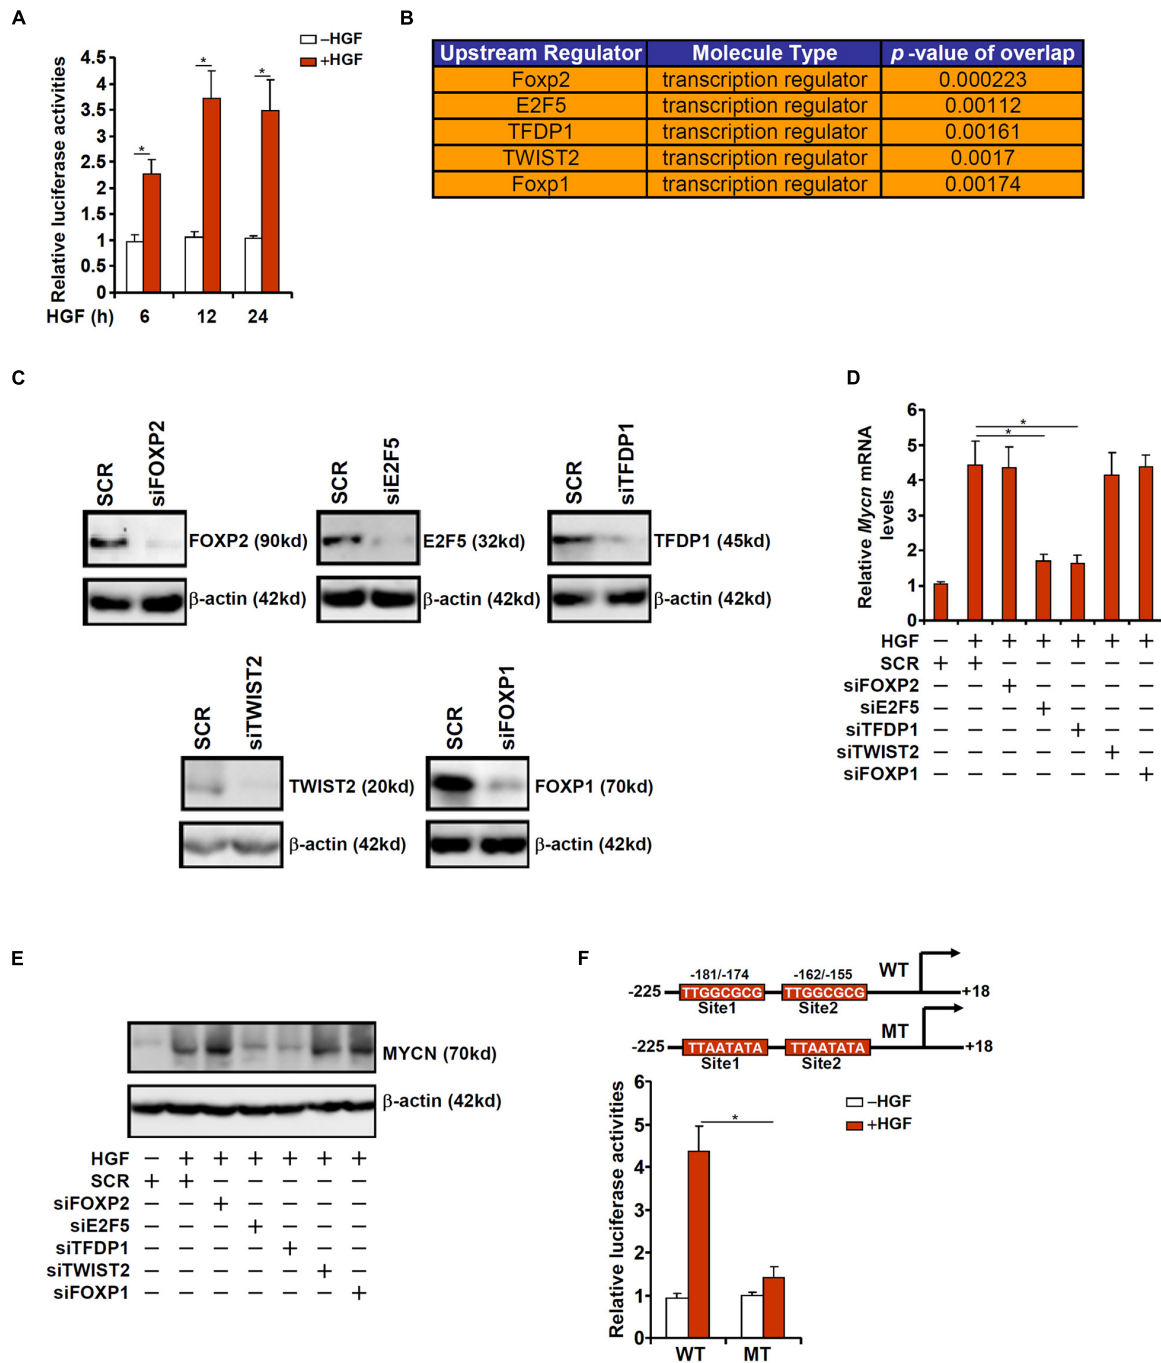 A
–HGF
+HGF
Relative luciferase activities
4.5
4
3.5
3
2.5
2
1.5
1
0.5
0
*
*
*
HGF (h) 6 12 24
B
Upstream Regulator Molecule Type p -value of overlap
Foxp2 transcription regulator 0.000223
E2F5 transcription regulator 0.00112
TFDP1 transcription regulator 0.00161
TWIST2 transcription regulator 0.0017
Foxp1 transcription regulator 0.00174
C
SCR siFOXP2
FOXP2 (90kd)
β-actin (42kd)
SCR siE2F5
E2F5 (32kd)
β-actin (42kd)
SCR siTFDP1
TFDP1 (45kd)
β-actin (42kd)
SCR siTWIST2
TWIST2 (20kd)
β-actin (42kd)
SCR siFOXP1
FOXP1 (70kd)
β-actin (42kd)
D
Relative Mycn mRNA
levels
6
5
4
3
2
1
0
*
*
HGF – + + + + + +
SCR + + – – – – –
siFOXP2 – – + – – – –
siE2F5 – – – + – – –
siTFDP1 – – – – + – –
siTWIST2 – – – – – + –
siFOXP1 – – – – – – +
E
MYCN (70kd)
β-actin (42kd)
HGF – + + + + + +
SCR + + – – – – –
siFOXP2 – – + – – – –
siE2F5 – – – + – – –
siTFDP1 – – – – + – –
siTWIST2 – – – – – + –
siFOXP1 – – – – – – +
F
-181/-174 -162/-155 WT
-225 TTGGCGCG TTGGCGCG +18
Site1 Site2
MT
-225 TTAATATA TTAATATA +18
Site1 Site2
–HGF
+HGF
Relative luciferase activities
6
5
4
3
2
1
0
*
WT MT